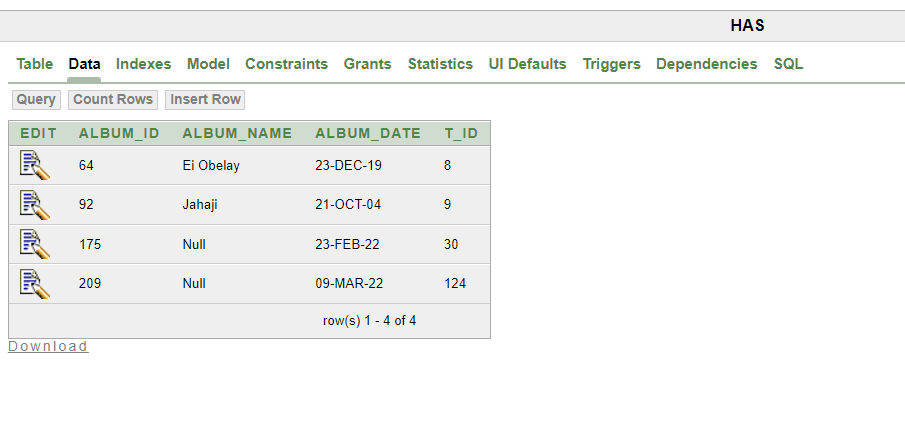 HAS
Table Data Indexes Model Constraints Grants Statistics UI Defaults Triggers Dependencies SQL
Query Count Rows Insert Row
EDIT ALBUM_ID ALBUM_NAME ALBUM_DATE T_ID
64 Ei Obelay 23-DEC-19 8
92 Jahaji 21-OCT-04 9
175 Null 23-FEB-22 30
209 Null 09-MAR-22 124
row(s) 1 - 4 of 4
Download